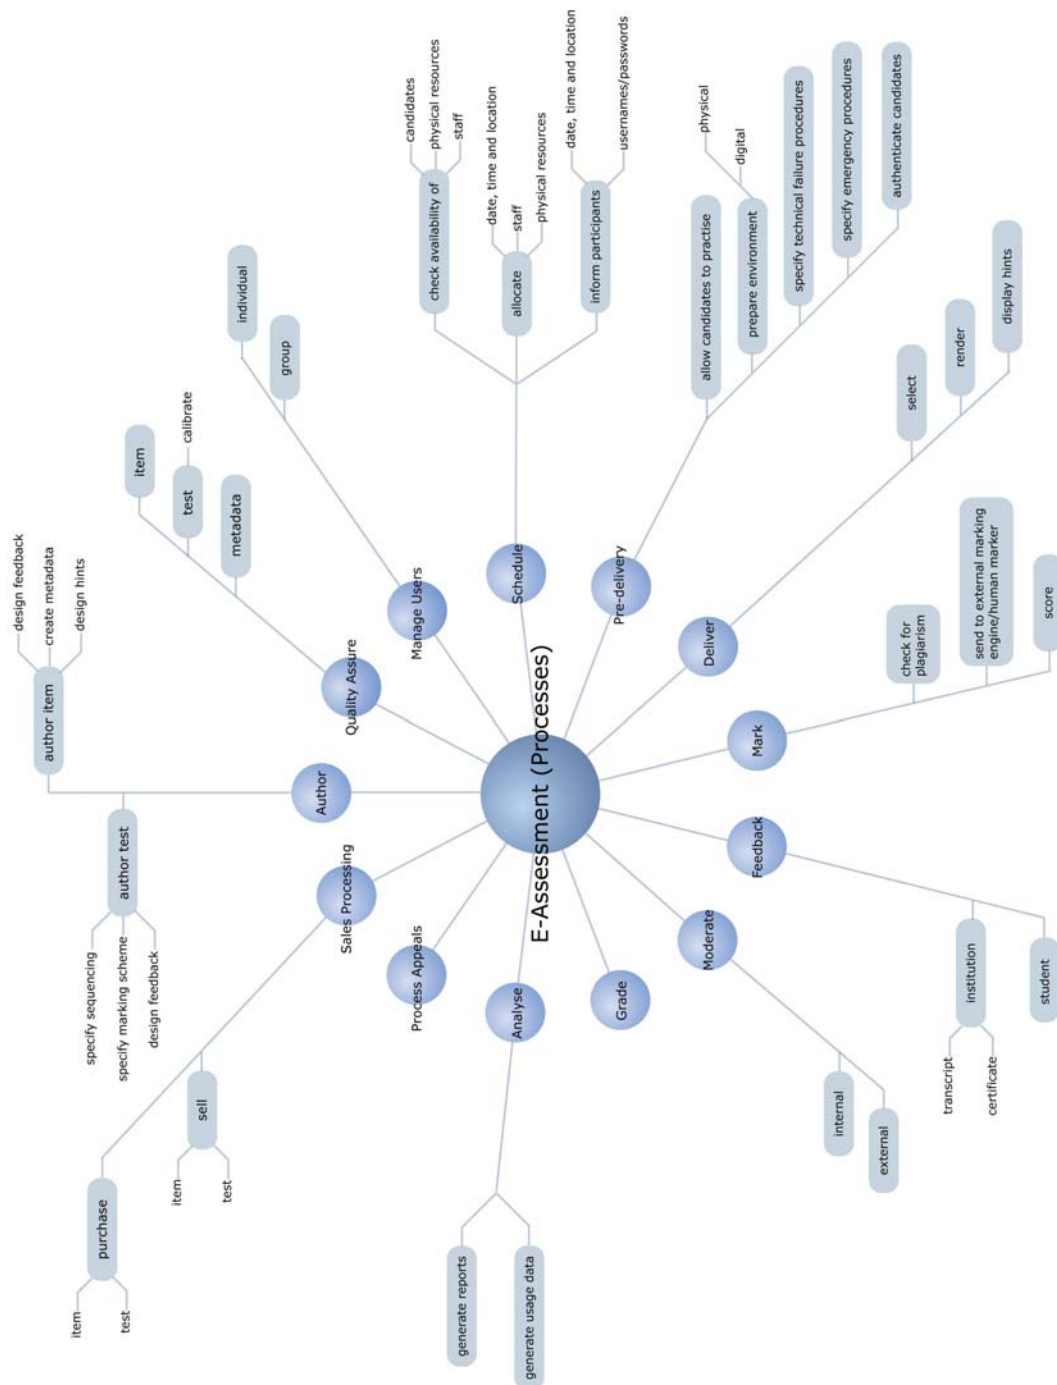 E-Assessment (Processes)
Author
author item
design feedback
create metadata
design hints
author test
specify sequencing
specify marking scheme
design feedback
Quality Assure
item
test
calibrate
metadata
Manage Users
individual
group
Schedule
check availability of
candidates
physical resources
staff
allocate
date, time and location
staff
physical resources
inform participants
date, time and location
usernames/passwords
Pre-delivery
allow candidates to practise
prepare environment
physical
digital
specify technical failure procedures
specify emergency procedures
authenticate candidates
Deliver
select
render
display hints
Mark
check for
plagiarism
send to external marking
engine/human marker
score
Feedback
institution
transcript
certificate
student
Moderate
internal
external
Grade
Analyse
generate reports
generate usage data
Process Appeals
Sales Processing
purchase
item
test
sell
item
test